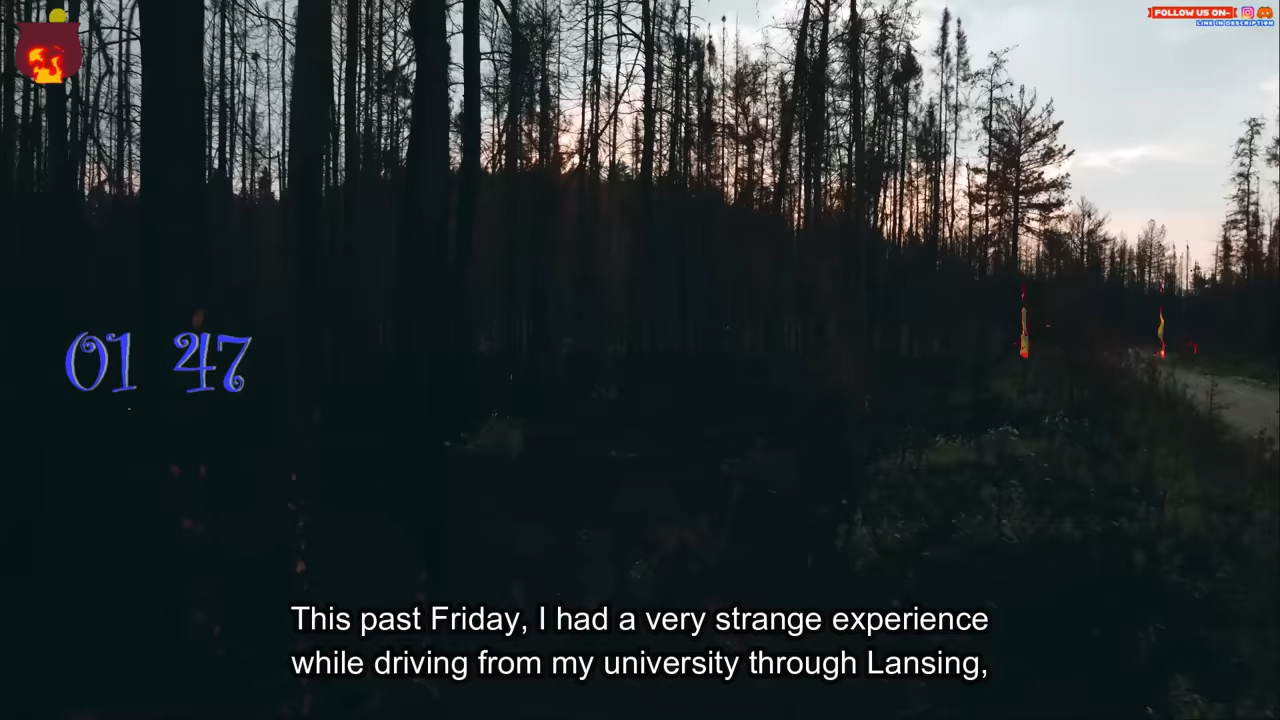 FOLLOW US ON-
LINK IN DESCRIPTION
01 47
This past Friday, I had a very strange experience
while driving from my university through Lansing,